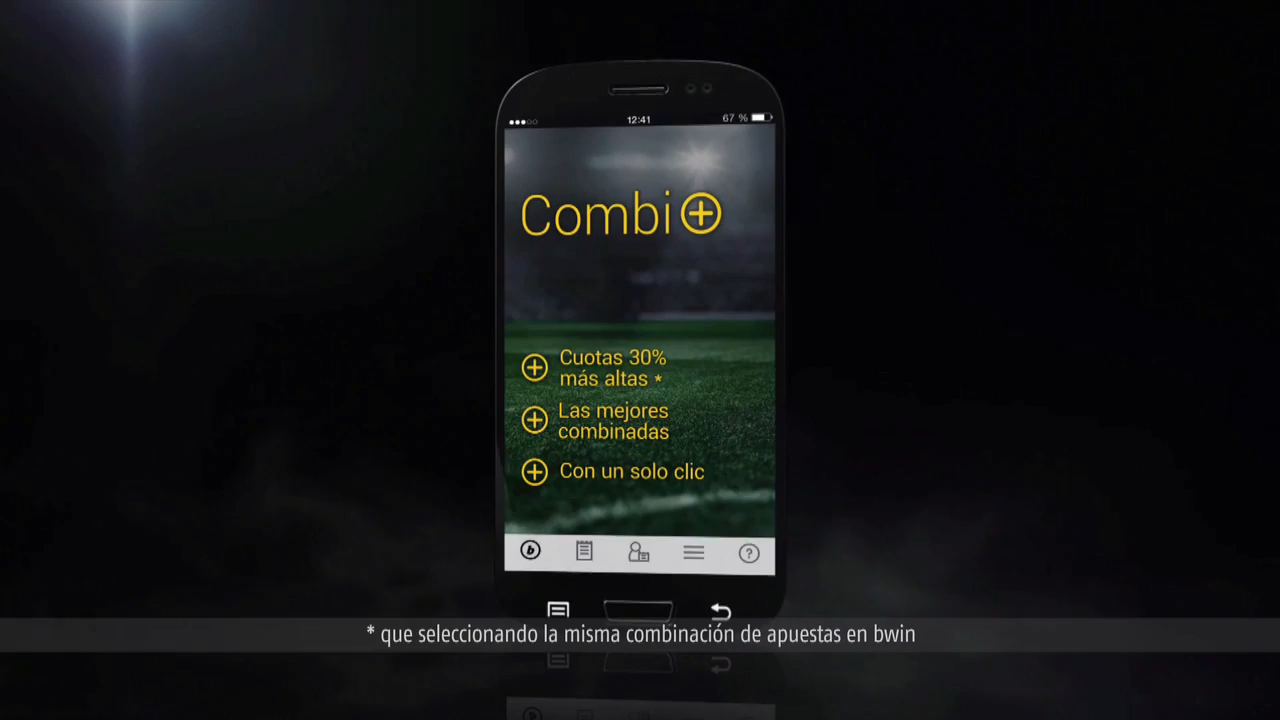 12:41
67 %
Combi+
Cuotas 30%
más altas *
Las mejores
combinadas
Con un solo clic
b
?
* que seleccionando la misma combinación de apuestas en bwin